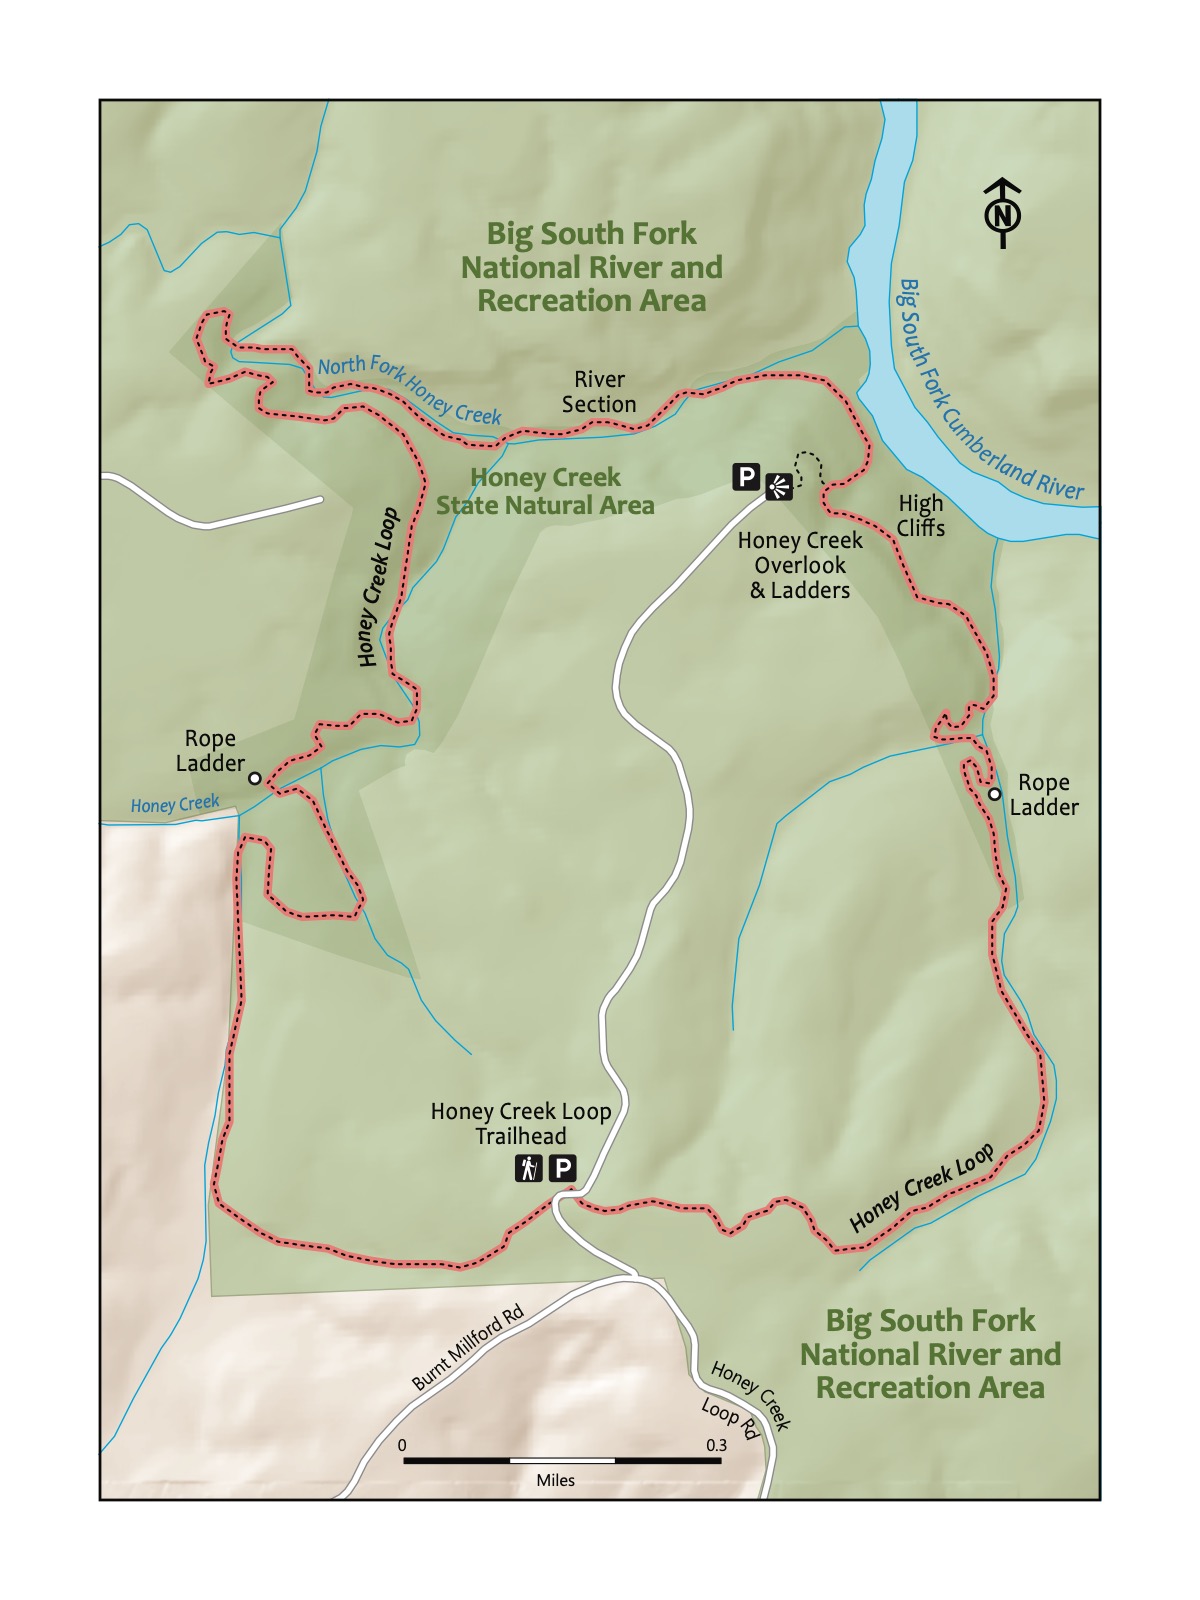 N
Big South Fork
National River and
Recreation Area
Big South Fork Cumberland River
North Fork Honey Creek
River
Section
Honey Creek
State Natural Area
P
High
Cliffs
Honey Creek
Overlook
& Ladders
Honey Creek Loop
Rope
Ladder
Honey Creek
Rope
Ladder
Honey Creek Loop
Trailhead
P
Honey Creek Loop
Big South Fork
National River and
Recreation Area
Burnt Millford Rd
Honey Creek
Loop Rd
0 0.3
Miles